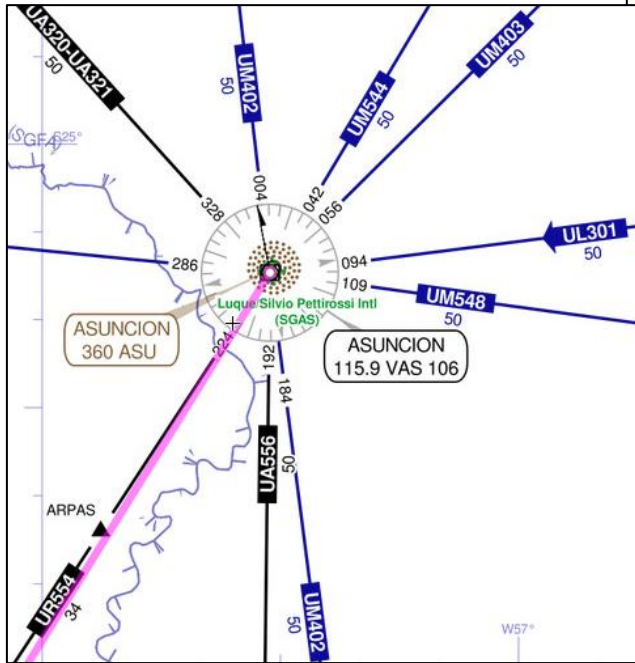 UA320-UA321
50
UM402
50
UM544
50
UM403
50
(SGFA)
S25°
004
042
056
328
286
094
109
UL301
50
UM548
50
Luque/Silvio Pettirossi Intl
(SGAS)
ASUNCION
360 ASU
ASUNCION
115.9 VAS 106
224
192
184
50
UA556
ARPAS
UR554
34
UM402
50
W57°